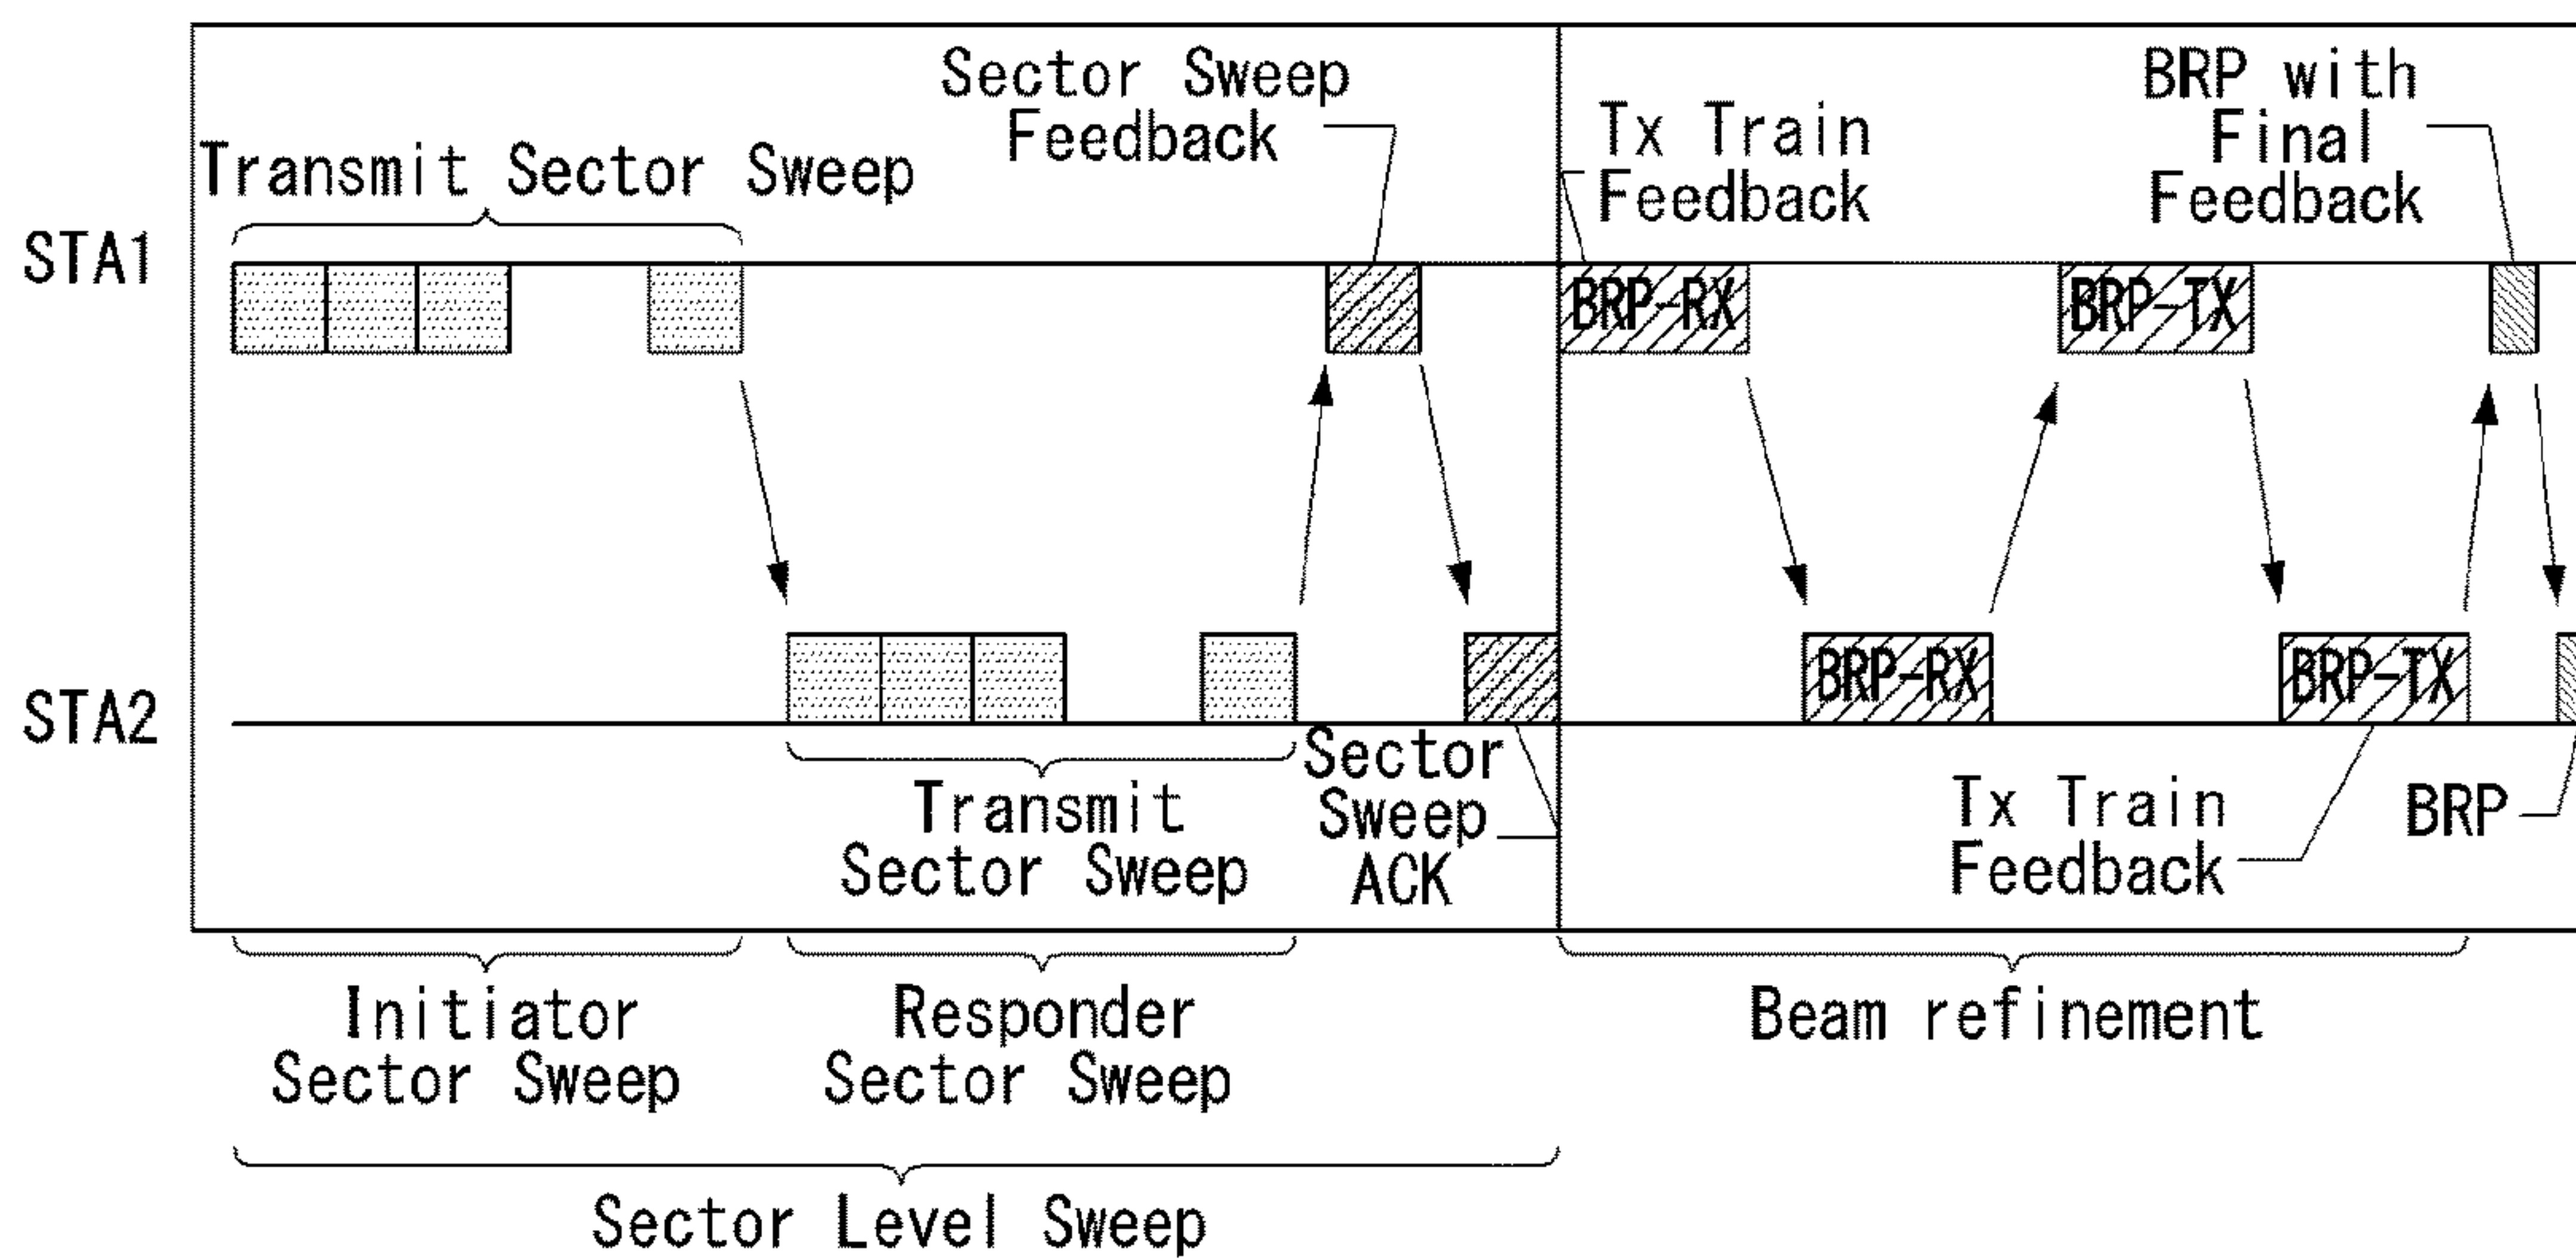 Sector Sweep
Feedback
BRP with
Final
Feedback
Tx Train
Feedback
Transmit Sector Sweep
STA1
BRP-RX
BRP-TX
BRP-RX
BRP-TX
STA2
Sector
Sweep
ACK
Transmit
Sector Sweep
Tx Train
Feedback
BRP
Initiator
Sector Sweep
Responder
Sector Sweep
Beam refinement
Sector Level Sweep